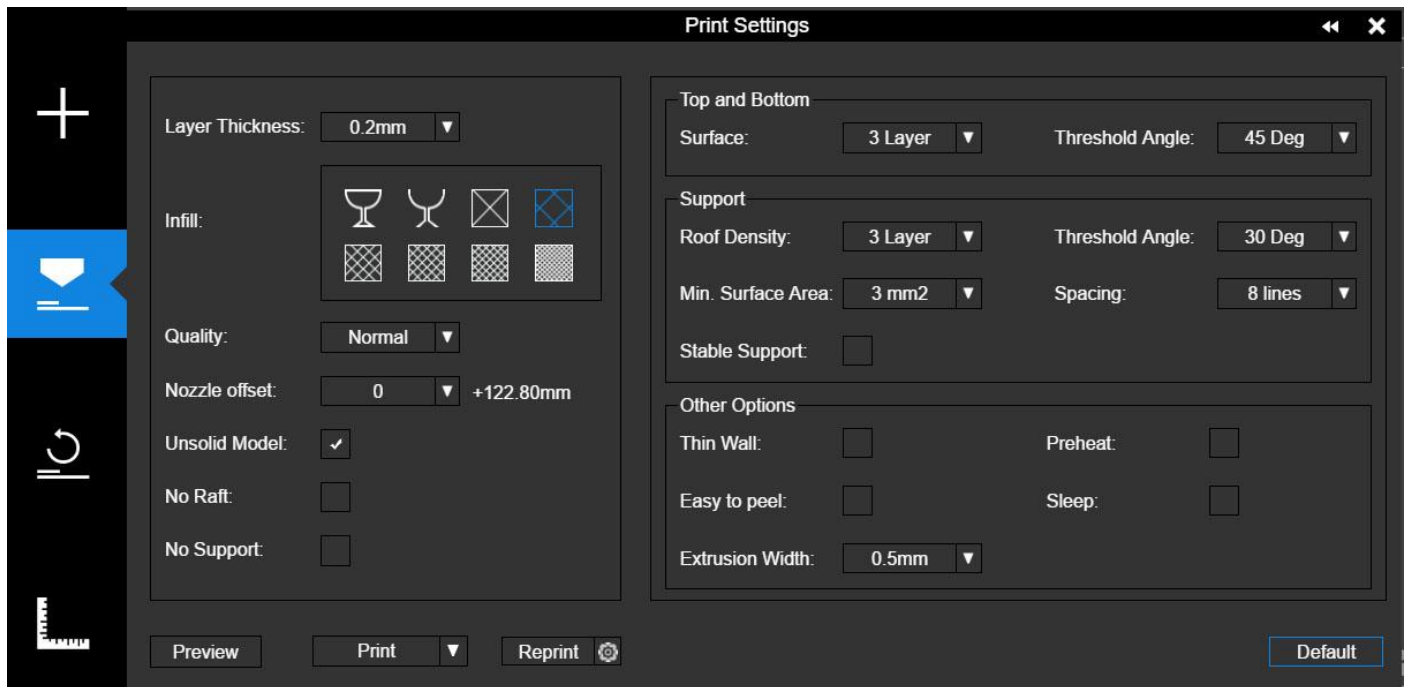 Print Settings
Layer Thickness: 0.2mm
Infill:
Quality: Normal
Nozzle offset: 0 +122.80mm
Unsolid Model:
No Raft:
No Support:
Top and Bottom
Surface: 3 Layer Threshold Angle: 45 Deg
Support
Roof Density: 3 Layer Threshold Angle: 30 Deg
Min. Surface Area: 3 mm2 Spacing: 8 lines
Stable Support:
Other Options
Thin Wall: Preheat:
Easy to peel: Sleep:
Extrusion Width: 0.5mm
Preview Print Reprint Default